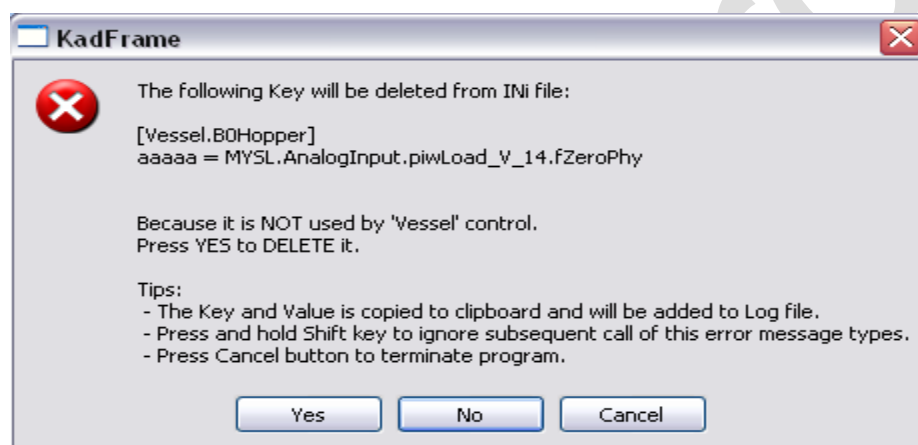 KadFrame
The following Key will be deleted from INi file:
[Vessel.B0Hopper]
aaaaa = MYSL.AnalogInput.piwLoad_V_14.fZeroPhy
Because it is NOT used by 'Vessel' control.
Press YES to DELETE it.
Tips:
- The Key and Value is copied to clipboard and will be added to Log file.
- Press and hold Shift key to ignore subsequent call of this error message types.
- Press Cancel button to terminate program.
Yes No Cancel